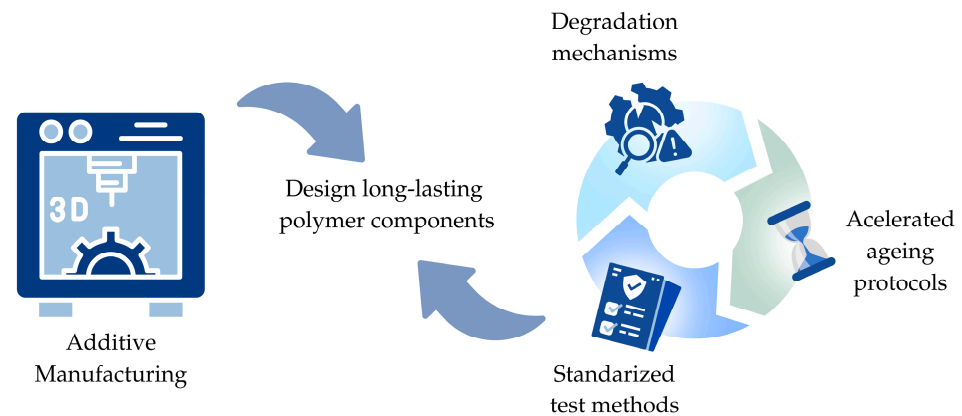 Degradation
mechanisms
3D
Design long-lasting
polymer components
Acelerated
ageing
protocols
Additive
Manufacturing
Standarized
test methods